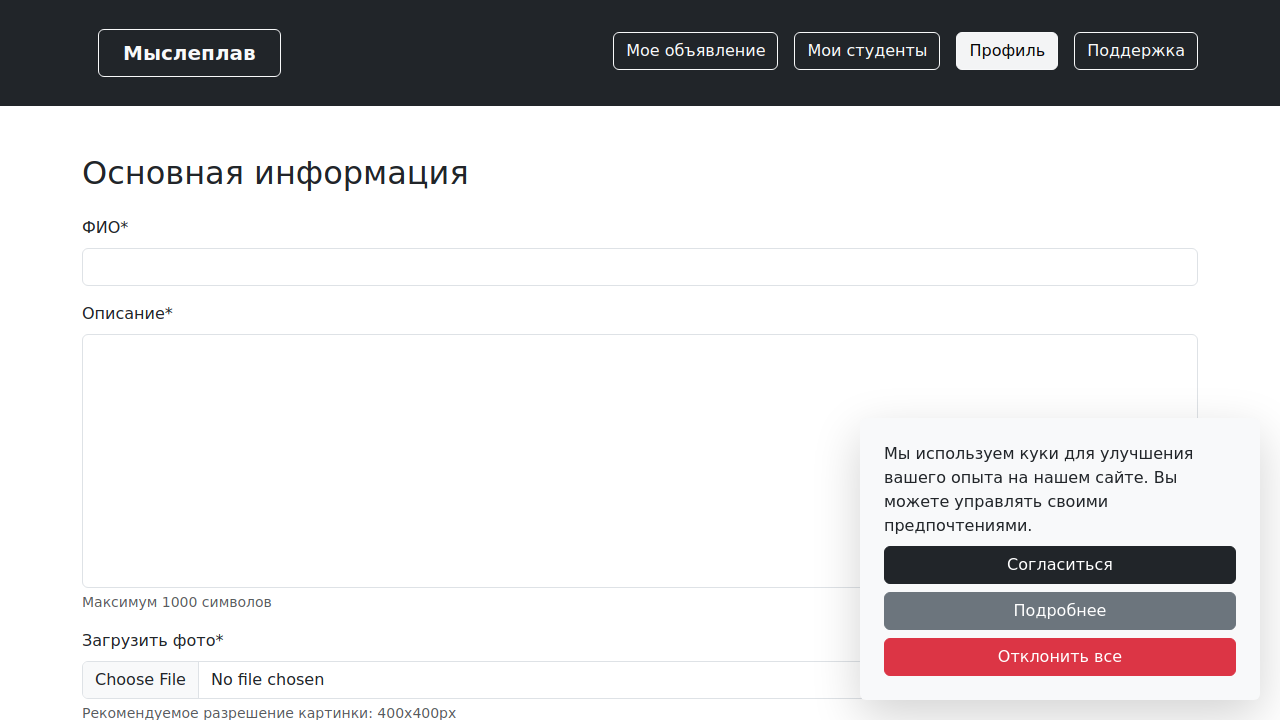 Мыслеплав
Мое объявление
Мои студенты
Профиль
Поддержка
Основная информация
ФИО*
Описание*
Максимум 1000 символов
Загрузить фото*
Choose File
No file chosen
Рекомендуемое разрешение картинки: 400x400px
Мы используем куки для улучшения
вашего опыта на нашем сайте. Вы
можете управлять своими
предпочтениями.
Согласиться
Подробнее
Отклонить все